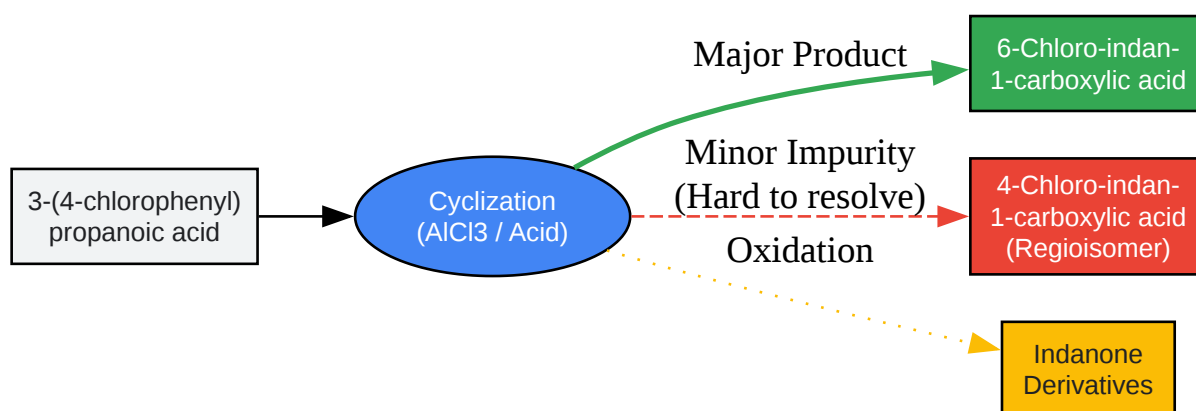 Major Product
6-Chloro-indan-
1-carboxylic acid
3-(4-chlorophenyl)
propanoic acid
Cyclization
(AlCl3 / Acid)
Minor Impurity
(Hard to resolve)
4-Chloro-indan-
1-carboxylic acid
(Regioisomer)
Oxidation
Indanone
Derivatives